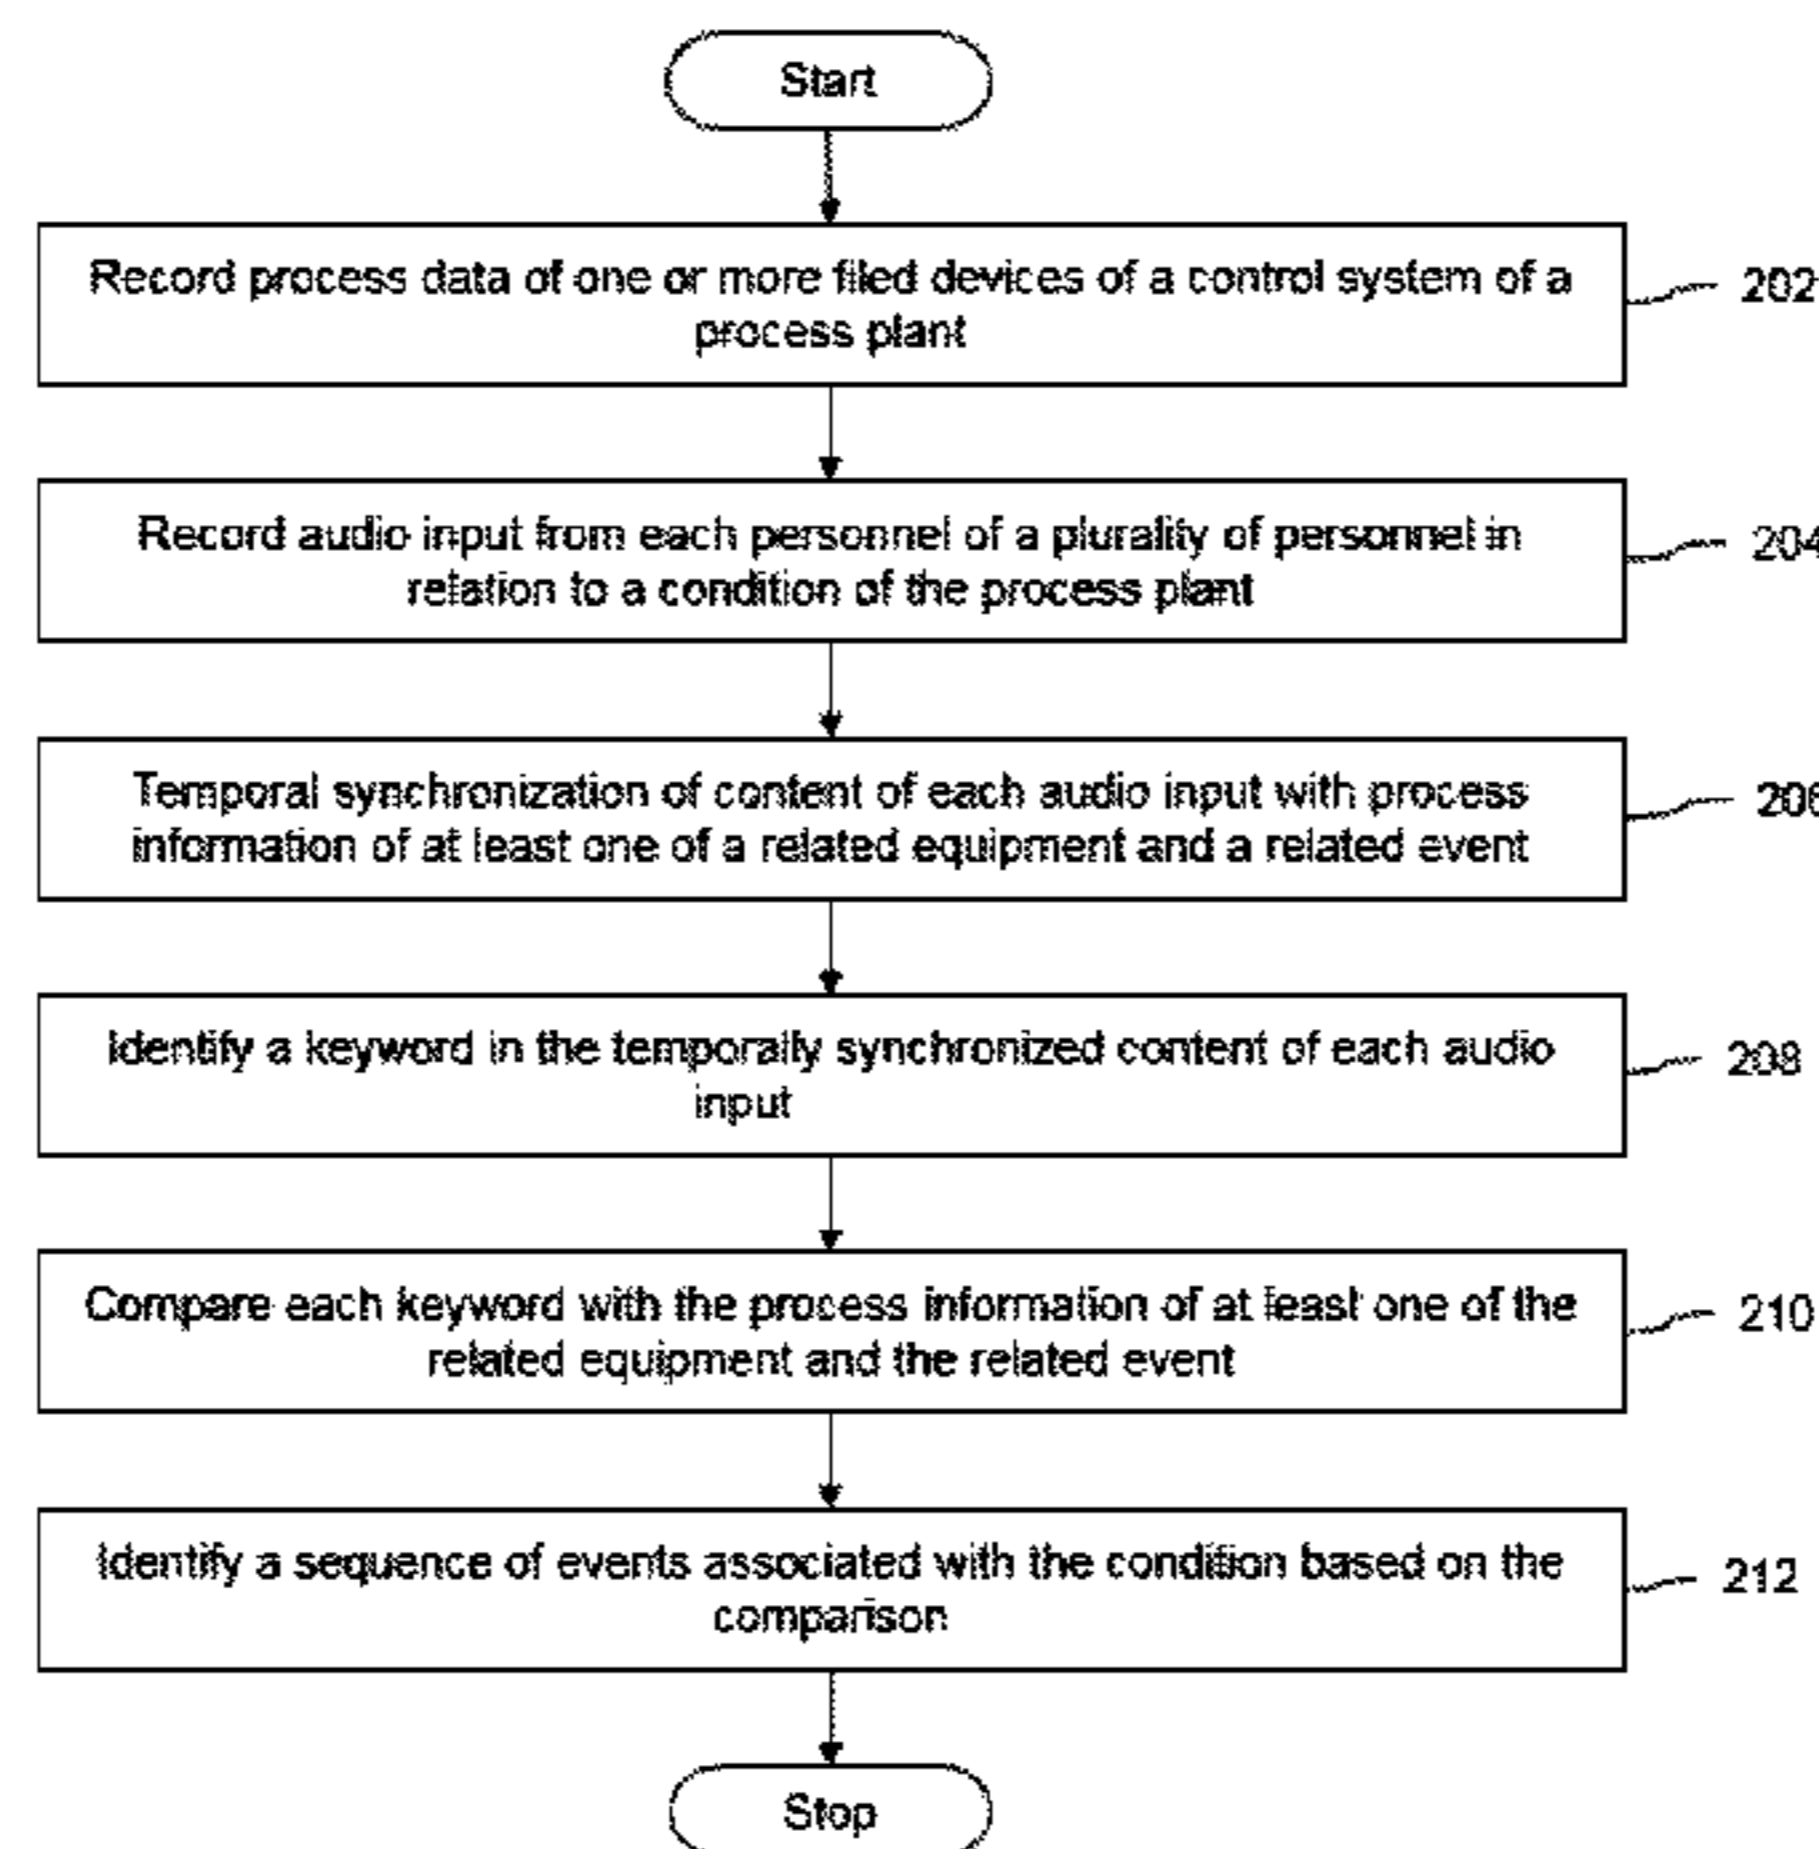 Start
Record process data of one or more filed devices of a control system of a
process plant
202
Record audio input from each personnel of a plurality of personnel in
relation to a condition of the process plant
204
Temporal synchronization of content of each audio input with process
information of at least one of a related equipment and a related event
206
Identify a keyword in the temporally synchronized content of each audio
input
208
Compare each keyword with the process information of at least one of the
related equipment and the related event
210
Identify a sequence of events associated with the condition based on the
comparison
212
Stop